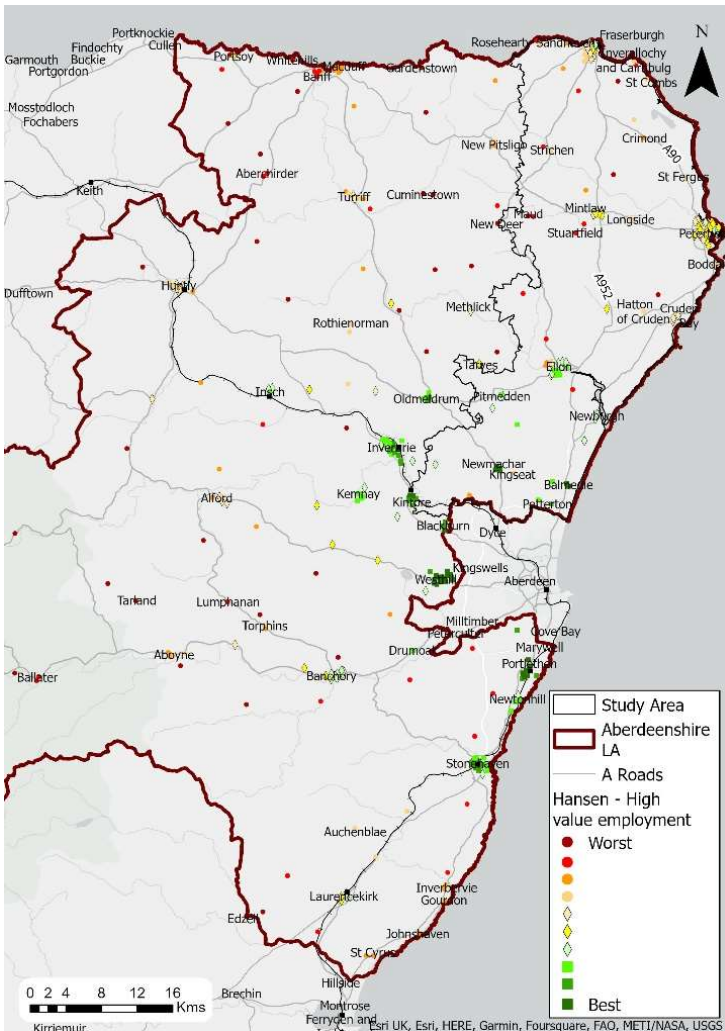 Portknockie
Cullen
Findochty
Garmouth
Buckie
Portgordon
Mosstodloch
Fochabers
Keith
Dufftown
Portsoy
Whitehills
Macduff
Banff
Gardenstown
Rosehearty
Sandhaven
Fraserburgh
Inverallochy
and Cairnbulg
St Combs
N
Crimond
A90
New Pitsligo
Strichen
St Fergus
Aberchirder
Turriff
Cuminestown
New Deer
Maud
Mintlaw
Longside
Stuartfield
Boddam
A952
Huntly
Methlick
Hatton
of Cruden
Cruden
Bay
Rothienorman
Tarves
Ellon
Insch
Oldmeldrum
Pitmedden
Newburgh
Inverurie
Newmachar
Kingseat
Alford
Kemnay
Kintore
Balmedie
Potterton
Blackburn
Dyce
Kingswells
Westhill
Aberdeen
Tarland
Lumphanan
Torphins
Milltimber
Peterculter
Cove Bay
Aboyne
Drumoak
Marywell
Portlethen
Ballater
Banchory
Newtonhill
Stonehaven
Auchenblae
Laurencekirk
Inverbervie
Gourdon
Edzell
Johnshaven
St Cyrus
Hillside
Brechin
Montrose
Ferryden and
Kirriemuir
Study Area
Aberdeenshire
LA
A Roads
Hansen - High
value employment
Worst
Best
0 2 4 8 12 16
Kms
Esri UK, Esri, HERE, Garmin, Foursquare, FAO, METI/NASA, USGS